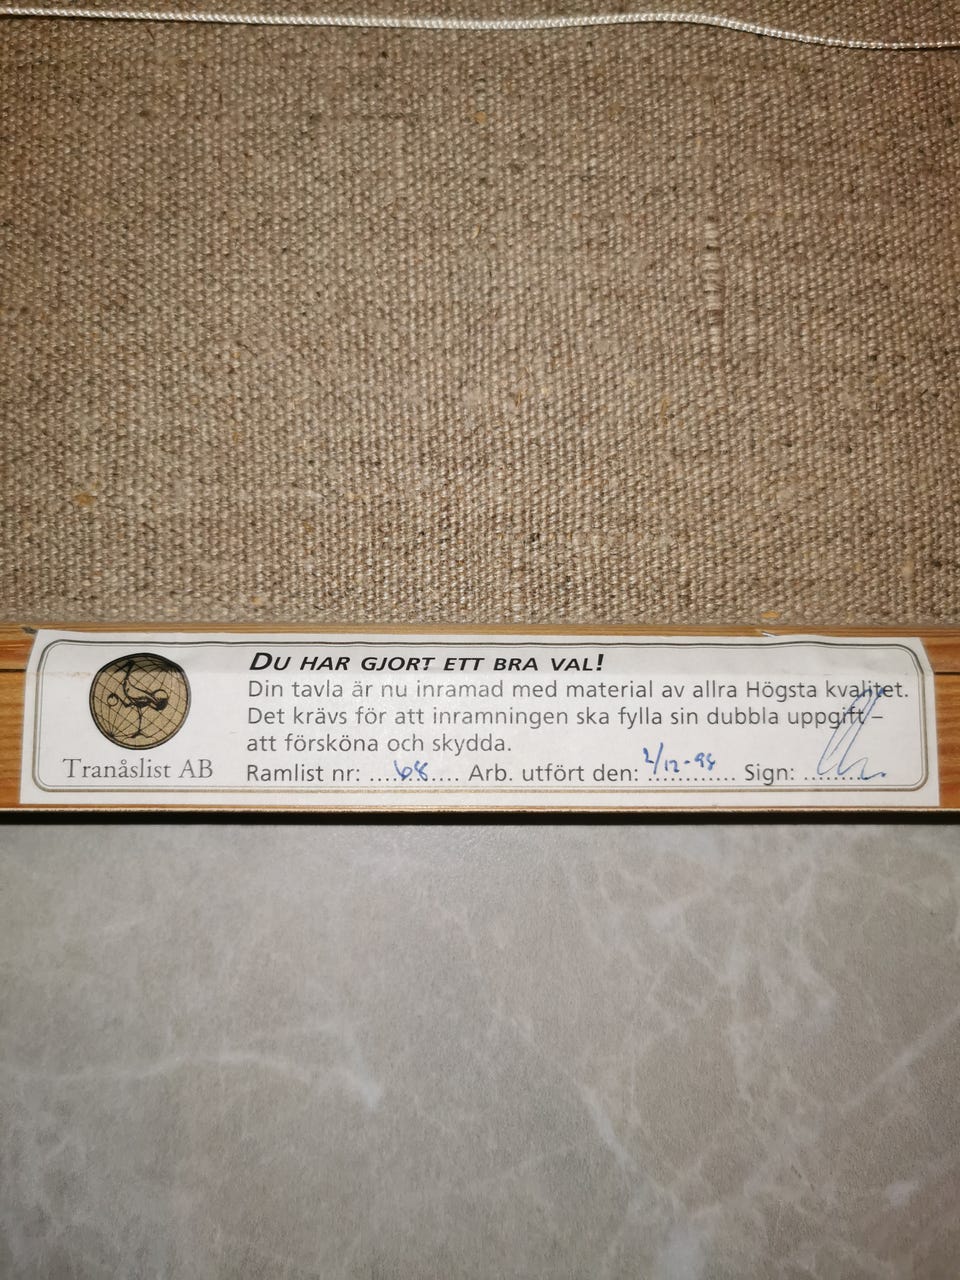 DU HAR GJORT ETT BRA VAL!
Din tavla är nu inramad med material av allra Högsta kvalitet.
Det krävs för att inramningen ska fylla sin dubbla uppgift –
att försköna och skydda.
Ramlist nr: ....68.... Arb. utfört den: ............ Sign: ..........
Tranåslist AB